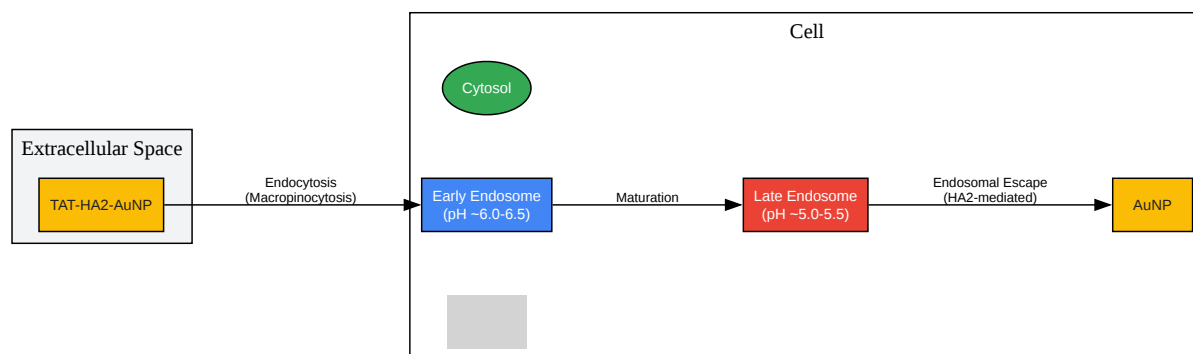 Cell
Cytosol
Extracellular Space
TAT-HA2-AuNP
Endocytosis
(Macropinocytosis)
Early Endosome
(pH ~6.0-6.5)
Maturation
Late Endosome
(pH ~5.0-5.5)
Endosomal Escape
(HA2-mediated)
AuNP